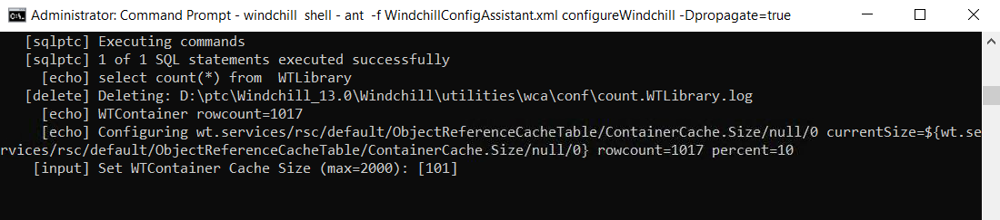 Administrator: Command Prompt - windchill shell - ant -f WindchillConfigAssistant.xml configureWindchill -Dpropagate=true
[sqlptc] Executing commands
[sqlptc] 1 of 1 SQL statements executed successfully
[echo] select count(*) from  WTLibrary
[delete] Deleting: D:\ptc\Windchill_13.0\Windchill\utilities\wca\conf\count.WTLibrary.log
[echo] WTContainer rowcount=1017
[echo] Configuring wt.services/rsc/default/ObjectReferenceCacheTable/ContainerCache.Size/null/0 currentSize=${wt.se
rvices/rsc/default/ObjectReferenceCacheTable/ContainerCache.Size/null/0} rowcount=1017 percent=10
[input] Set WTContainer Cache Size (max=2000): [101]